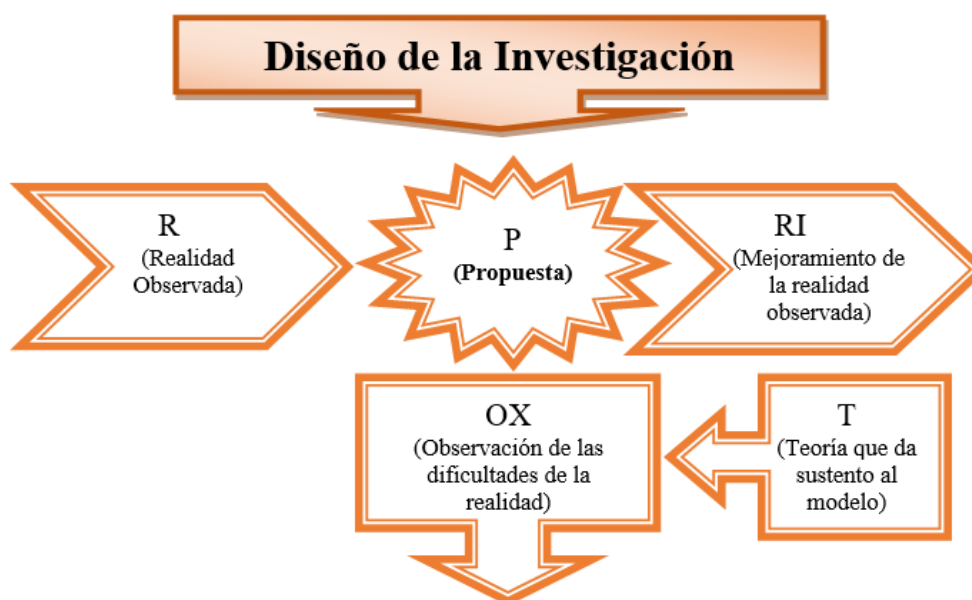 Diseño de la Investigación
R
(Realidad
Observada)
P
(Propuesta)
RI
(Mejoramiento de
la realidad
observada)
OX
(Observación de las
dificultades de la
realidad)
T
(Teoría que da
sustento al
modelo)